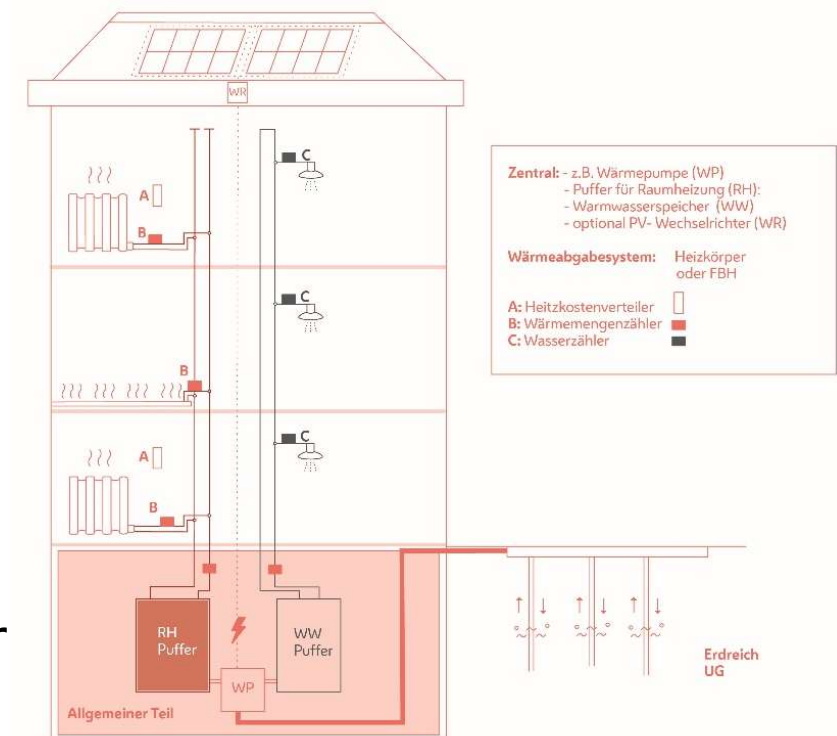 WR
C
A
B
C
B
C
A
B
RH
Puffer
WW
Puffer
WP
Allgemeiner Teil
r
Zentral: - z.B. Wärmepumpe (WP)
- Puffer für Raumheizung (RH):
- Warmwasserspeicher (WW)
- optional PV- Wechselrichter (WR)
Wärmeabgabesystem: Heizkörper
oder FBH
A: Heitzkostenverteiler
B: Wärmemengenzähler
C: Wasserzähler
Erdreich
UG